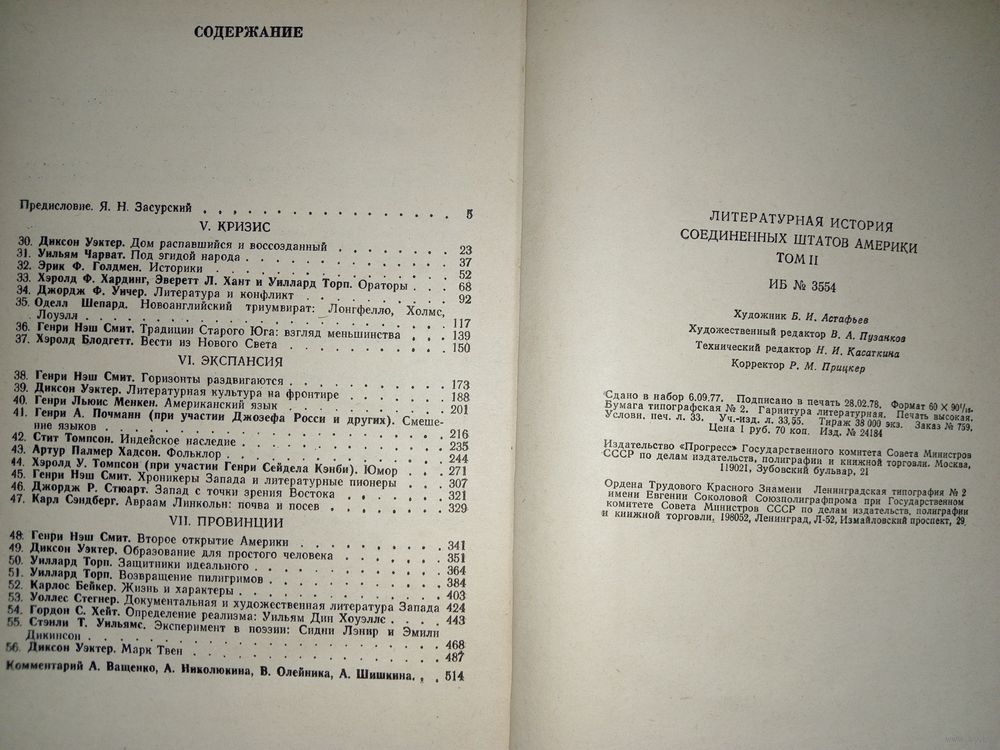 СОДЕРЖАНИЕ
Предисловие. Я. Н. Засурский . . . . . . . . . . . . . . . . 5
V. КРИЗИС
30. Диксон Уэктер. Дом распавшийся и воссозданный . . . . . . 23
31. Уильям Чарват. Под эгидой народа . . . . . . . . . . . 37
32. Эрик Ф. Голдмен. Историки . . . . . . . . . . . . 52
33. Хэролд Ф. Хардинг, Эверетт Л. Хант и Уиллард Торп. Ораторы . . . 68
34. Джордж Ф. Уичер. Литература и конфликт . . . . . . . . 92
35. Оделл Шепард. Новоанглийский триумвират: Лонгфелло, Холмс,
Лоуэлл . . . . . . . . . . . . . . . . 117
36. Генри Нэш Смит. Традиции Старого Юга: взгляд меньшинства . . . 139
37. Хэролд Блодгетт. Вести из Нового Света . . . . . . . . . 150
VI. ЭКСПАНСИЯ
38. Генри Нэш Смит. Горизонты раздвигаются . . . . . . . . . 173
39. Диксон Уэктер. Литературная культура на фронтире . . . . . . 188
40. Генри Льюис Менкен. Американский язык . . . . . . . . . 201
41. Генри А. Почманн (при участии Джозефа Росси и других). Смеше-
ние языков . . . . . . . . . . . . . . . 216
42. Стит Томпсон. Индейское наследие . . . . . . . . . . 235
43. Артур Палмер Хадсон. Фольклор . . . . . . . . . . . 244
44. Хэролд У. Томпсон (при участии Генри Сейдела Кэнби). Юмор . . . 271
45. Генри Нэш Смит. Хроникеры Запада и литературные пионеры . . . 307
46. Джордж Р. Стюарт. Запад с точки зрения Востока . . . . . . 321
47. Карл Сэндберг. Авраам Линкольн: почва и посев . . . . . . . 329
VII. ПРОВИНЦИИ
48. Генри Нэш Смит. Второе открытие Америки . . . . . . . . 341
49. Диксон Уэктер. Образование для простого человека . . . . . . 351
50. Уиллард Торп. Защитники идеального . . . . . . . . . 364
51. Уиллард Торп. Возвращение пилигримов . . . . . . . . . 384
52. Карлос Бейкер. Жизнь и характеры . . . . . . . . . . 403
53. Уоллес Стегнер. Документальная и художественная литература Запада 424
54. Гордон С. Хейт. Определение реализма: Уильям Дин Хоуэллс . . . 443
55. Стэнли Т. Уильямс. Эксперимент в поэзии: Сидни Лэнир и Эмили
Дикинсон . . . . . . . . . . . . . . . 468
56. Диксон Уэктер. Марк Твен . . . . . . . . . . . . 487
Комментарий А. Ващенко, А. Николюкина, В. Олейника, А. Шишкина . . . 514
ЛИТЕРАТУРНАЯ ИСТОРИЯ
СОЕДИНЕННЫХ ШТАТОВ АМЕРИКИ
ТОМ II
ИБ № 3554
Художник Б. И. Астафьев
Художественный редактор В. А. Пузанков
Технический редактор Н. И. Касаткина
Корректор Р. М. Прицкер
Сдано в набор 6.09.77. Подписано в печать 28.02.78. Формат 60 × 90¹/₁₆.
Бумага типографская № 2. Гарнитура литературная. Печать высокая.
Условн. печ. л. 33. Уч.-изд. л. 33,55. Тираж 38 000 экз. Заказ № 759.
Цена 1 руб. 70 коп. Изд. № 24184
Издательство «Прогресс» Государственного комитета Совета Министров
СССР по делам издательств, полиграфии и книжной торговли. Москва,
119021, Зубовский бульвар, 21
Ордена Трудового Красного Знамени Ленинградская типография № 2
имени Евгении Соколовой Союзполиграфпрома при Государственном
комитете Совета Министров СССР по делам издательств, полиграфии
и книжной торговли, 198052, Ленинград, Л-52, Измайловский проспект, 29.